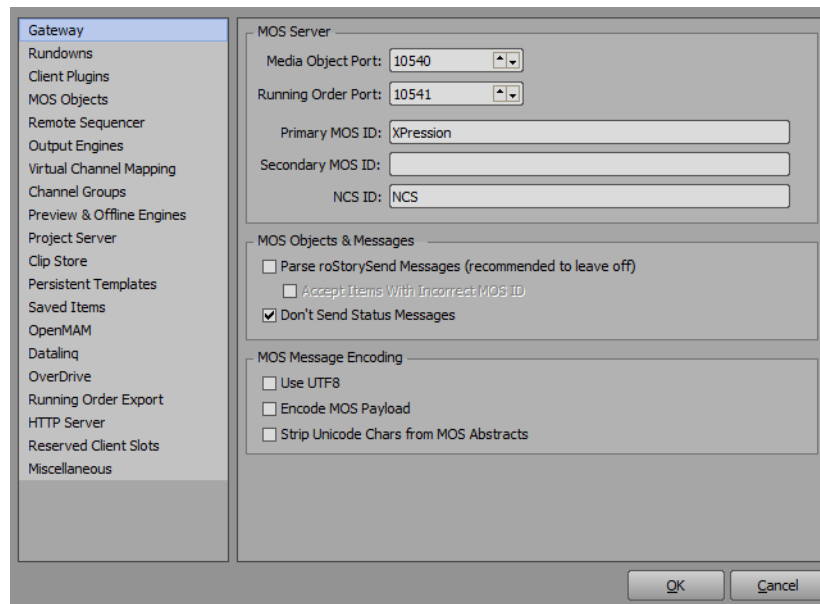 Gateway
Rundowns
Client Plugins
MOS Objects
Remote Sequencer
Output Engines
Virtual Channel Mapping
Channel Groups
Preview & Offline Engines
Project Server
Clip Store
Persistent Templates
Saved Items
OpenMAM
Datalinq
OverDrive
Running Order Export
HTTP Server
Reserved Client Slots
Miscellaneous
MOS Server
Media Object Port: 10540
Running Order Port: 10541
Primary MOS ID: XPression
Secondary MOS ID:
NCS ID: NCS
MOS Objects & Messages
Parse roStorySend Messages (recommended to leave off)
Accept Items With Incorrect MOS ID
Don't Send Status Messages
MOS Message Encoding
Use UTF8
Encode MOS Payload
Strip Unicode Chars from MOS Abstracts
OK Cancel